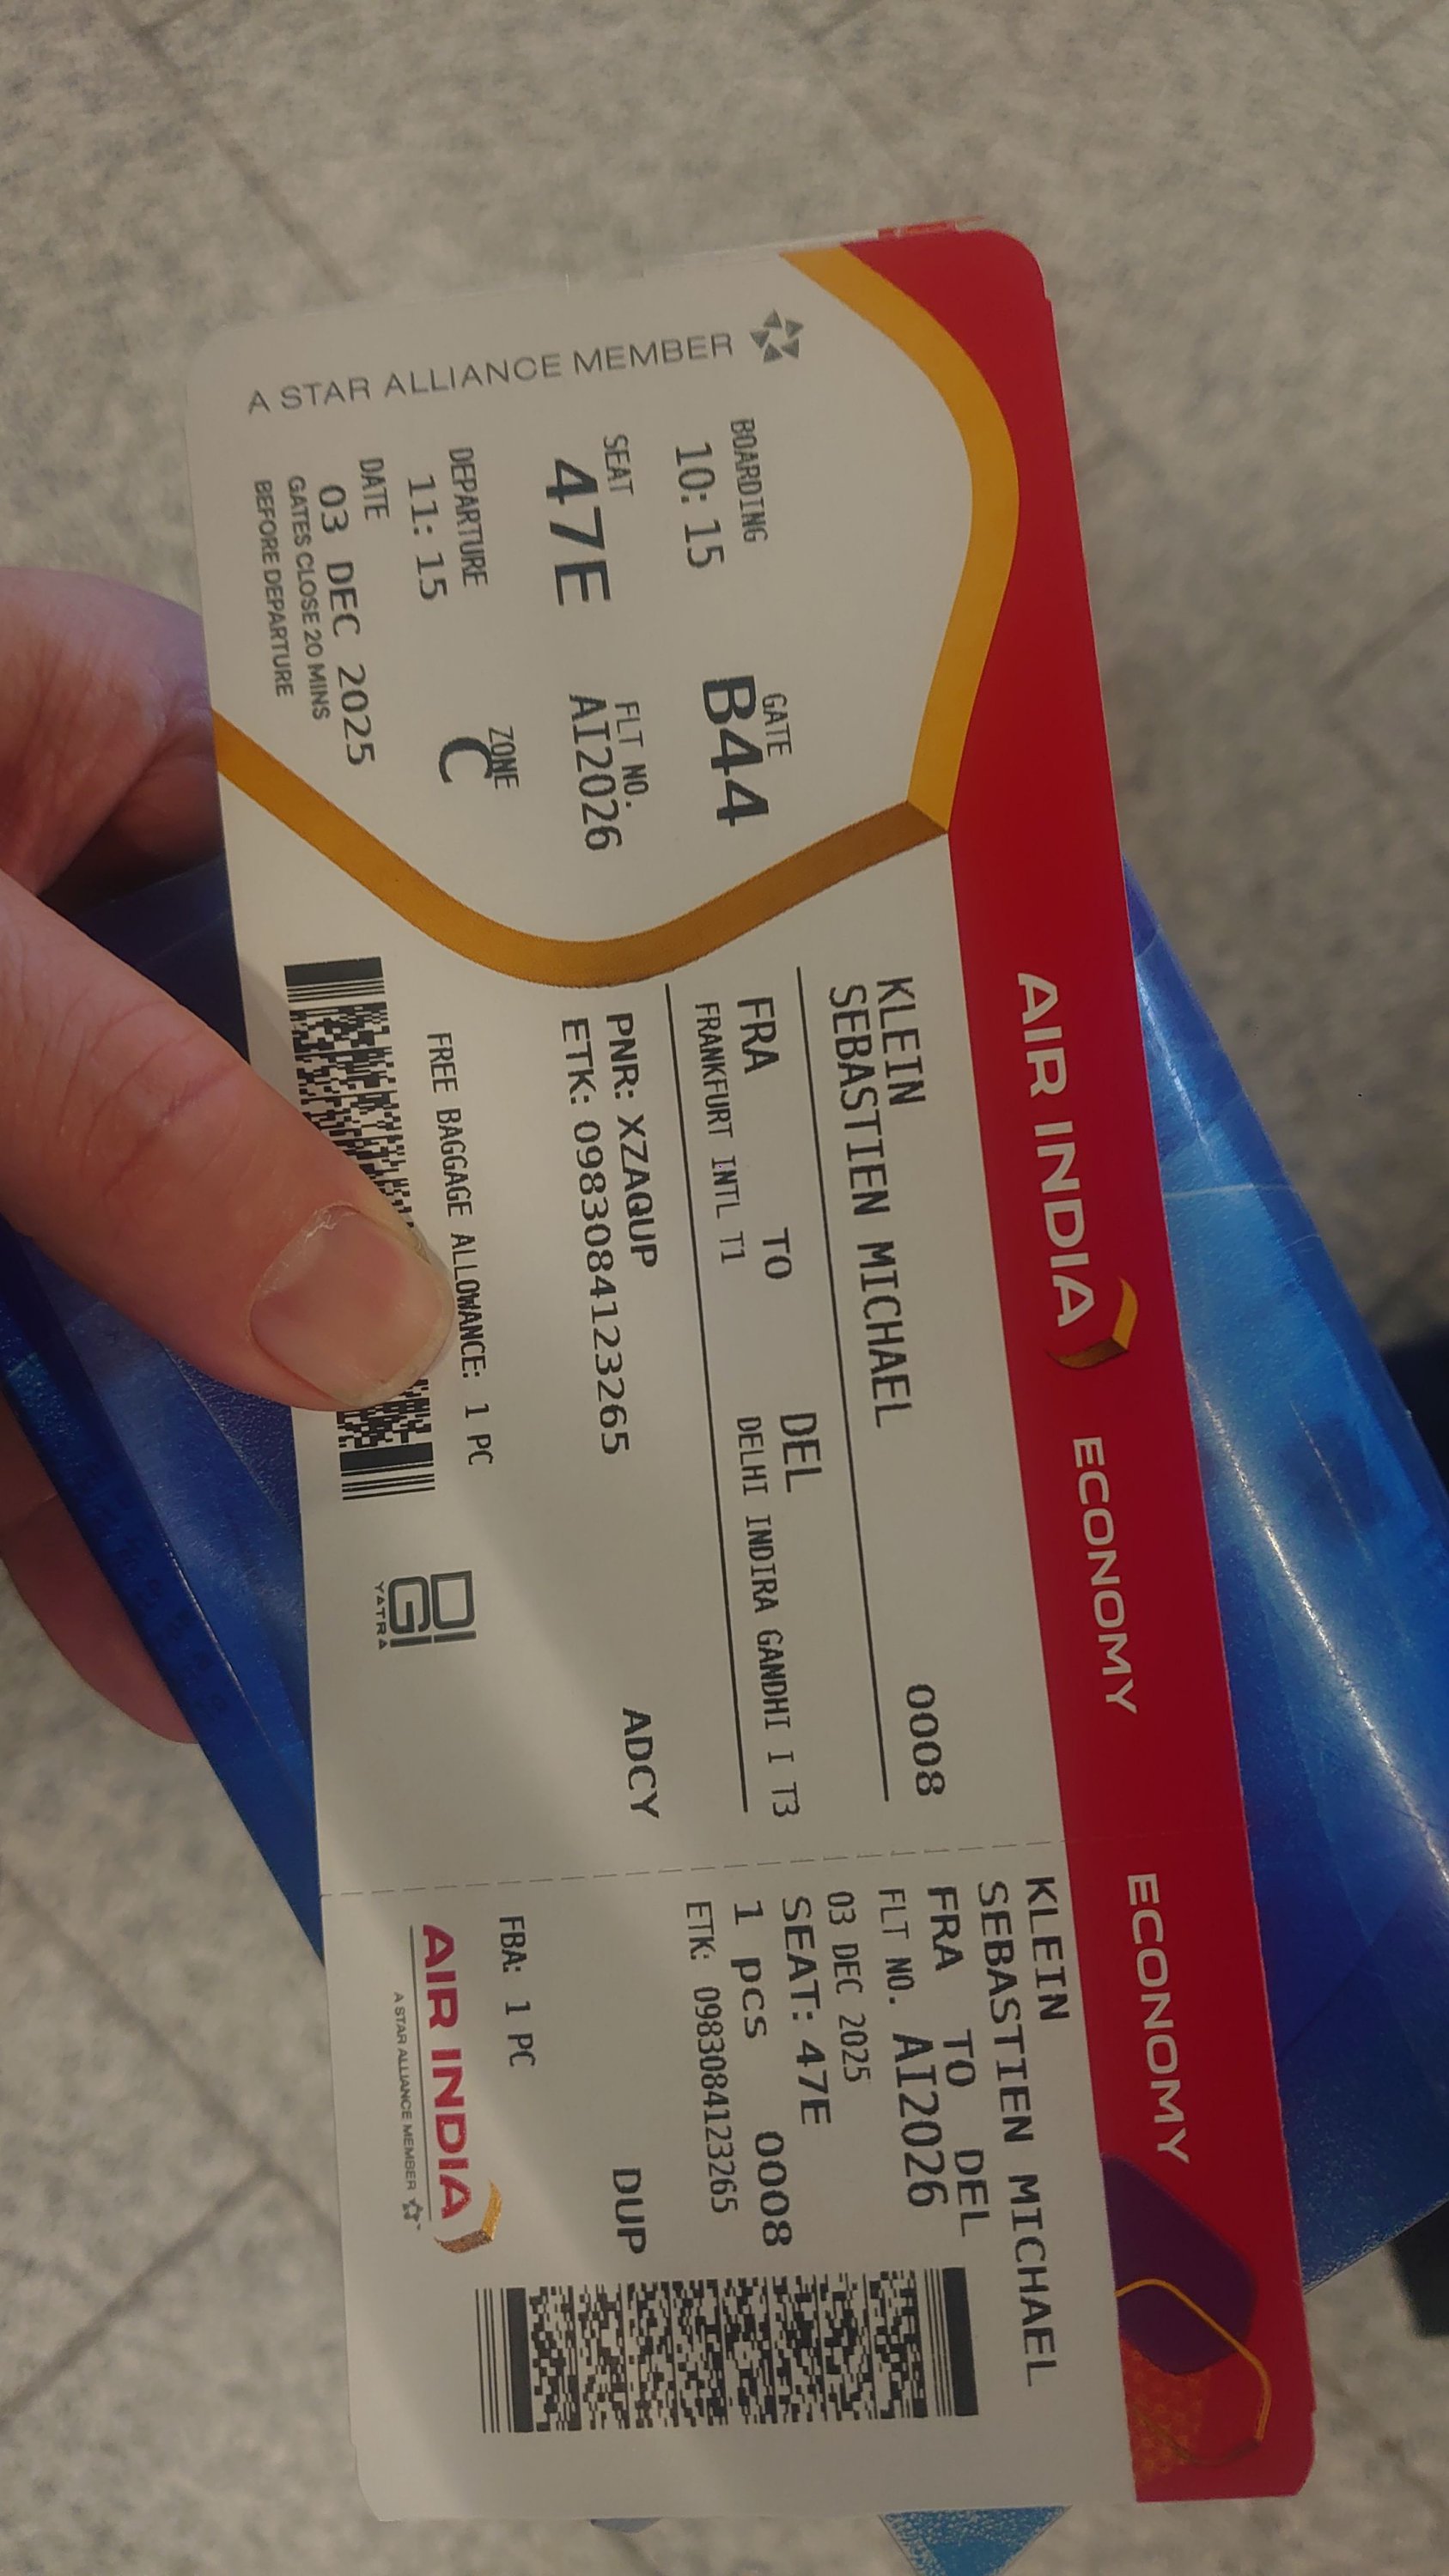 AIR INDIA ECONOMY
A STAR ALLIANCE MEMBER
BOARDING
10:15
GATE
B44
SEAT
47E
FLT NO.
AI2026
DEPARTURE
11:15
ZONE
C
DATE
03 DEC 2025
GATES CLOSE 20 MINS
BEFORE DEPARTURE
KLEIN
SEBASTIEN MICHAEL
0008
FRA TO DEL
FRANKFURT INTL T1 DELHI INDIRA GANDHI I T3
PNR: XZAQUP
ETK: 0983084123265
ADCY
FREE BAGGAGE ALLOWANCE: 1 PC
DIGI
YATRA
ECONOMY
KLEIN
SEBASTIEN MICHAEL
FRA TO DEL
FLT NO. AI2026
03 DEC 2025
SEAT: 47E
1 pcs 0008
ETK: 0983084123265
DUP
FBA: 1 PC
AIR INDIA
A STAR ALLIANCE MEMBER